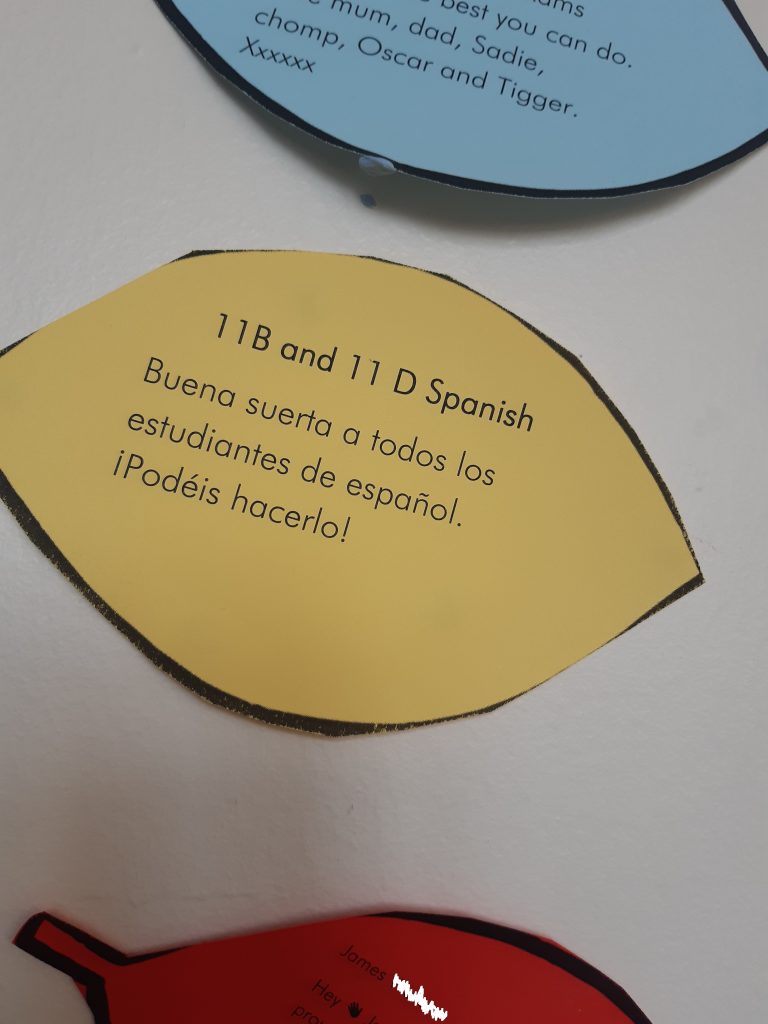 best you can do.
mum, dad, Sadie,
chomp, Oscar and Tigger.
Xxxxxx
11B and 11 D Spanish
Buena suerta a todos los
estudiantes de español.
¡Podéis hacerlo!
James
Hey 👋